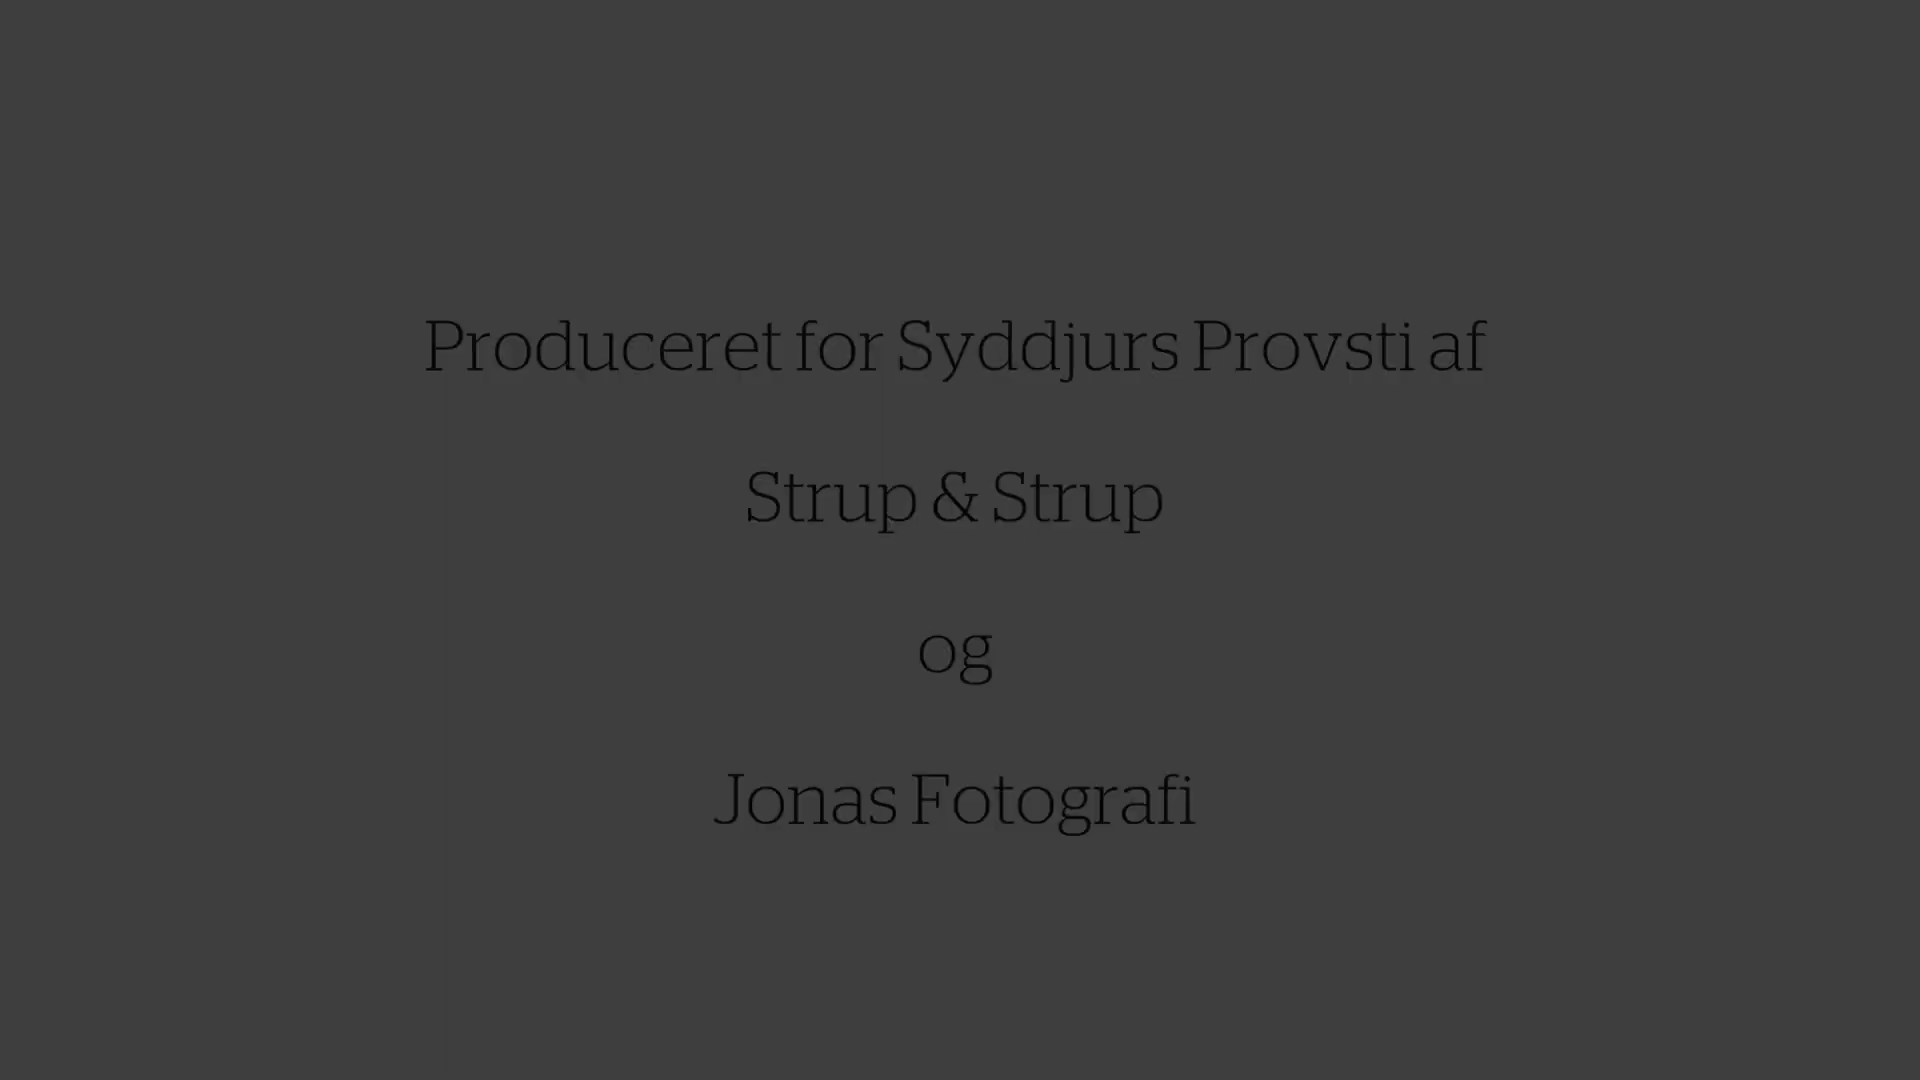 Produceret for Syddjurs Provsti af
Strup & Strup
og
Jonas Fotografi